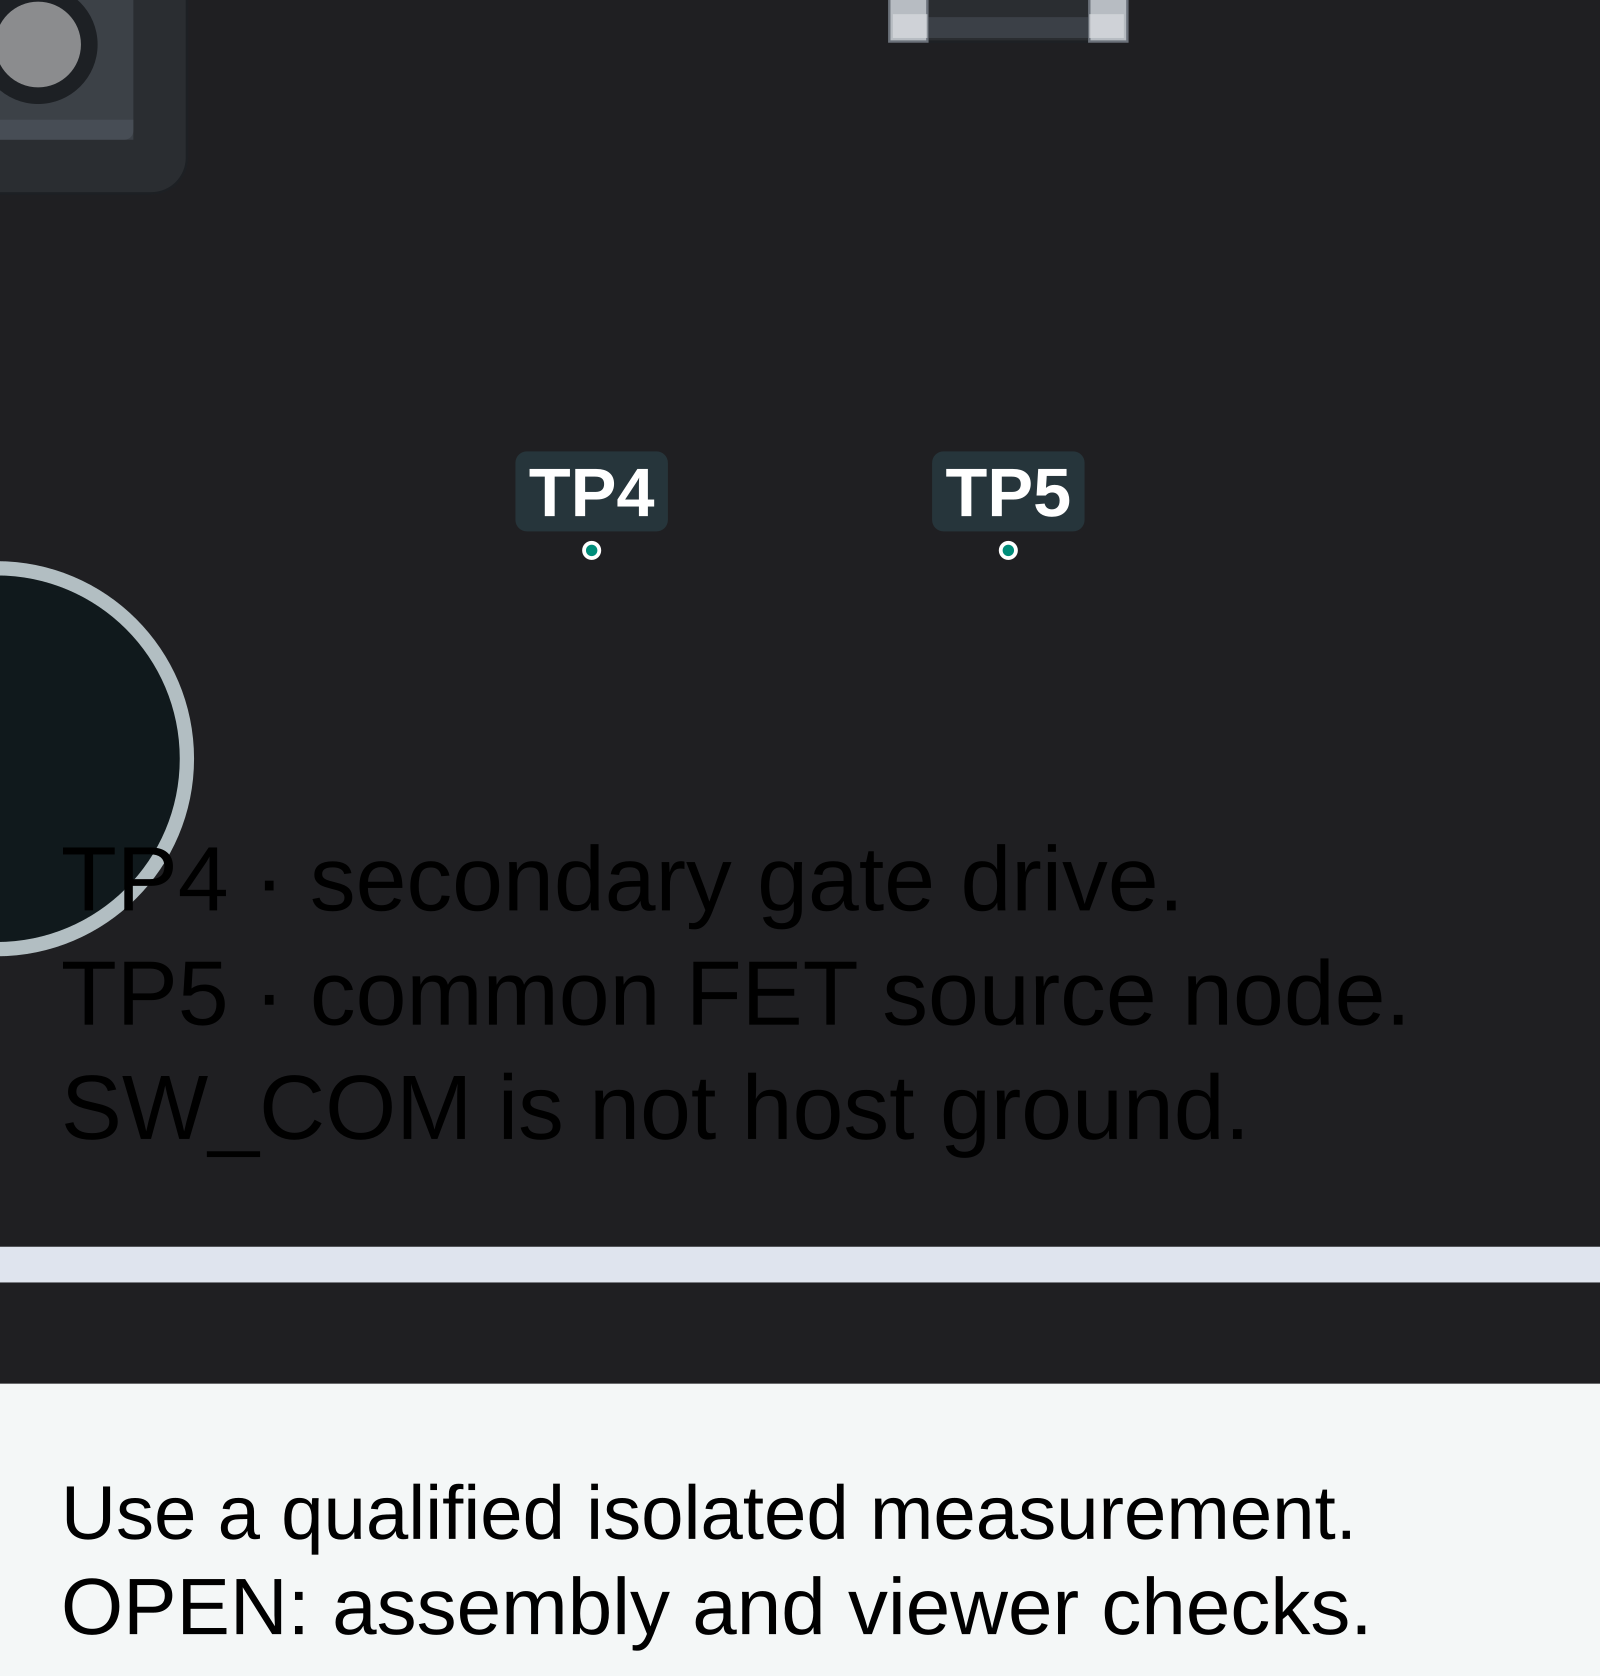 TP4 TP5
TP4 · secondary gate drive.
TP5 · common FET source node.
SW_COM is not host ground.
Use a qualified isolated measurement.
OPEN: assembly and viewer checks.